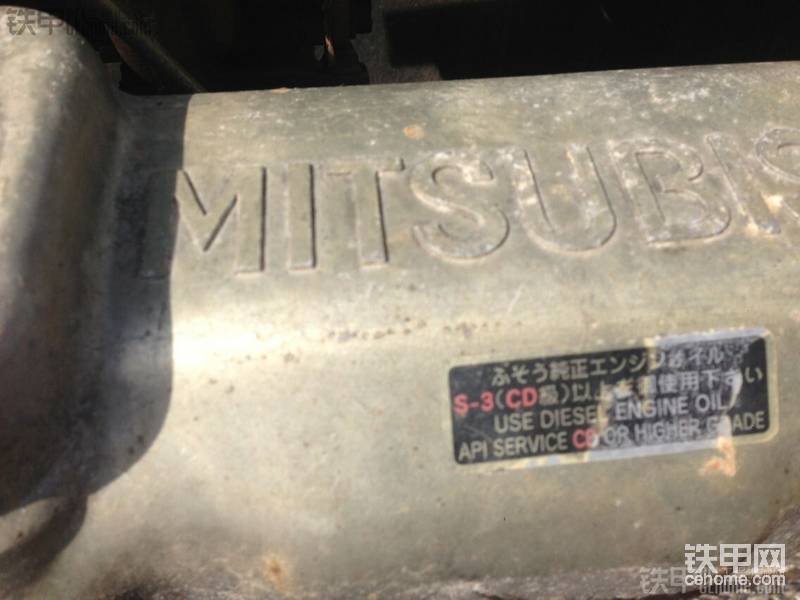 MITSUBIS
ふそう純正エンジンオイル
S-3(CD級)以上を御使用下さい
USE DIESEL ENGINE OIL
API SERVICE CD OR HIGHER GRADE
铁甲网
cehome.com